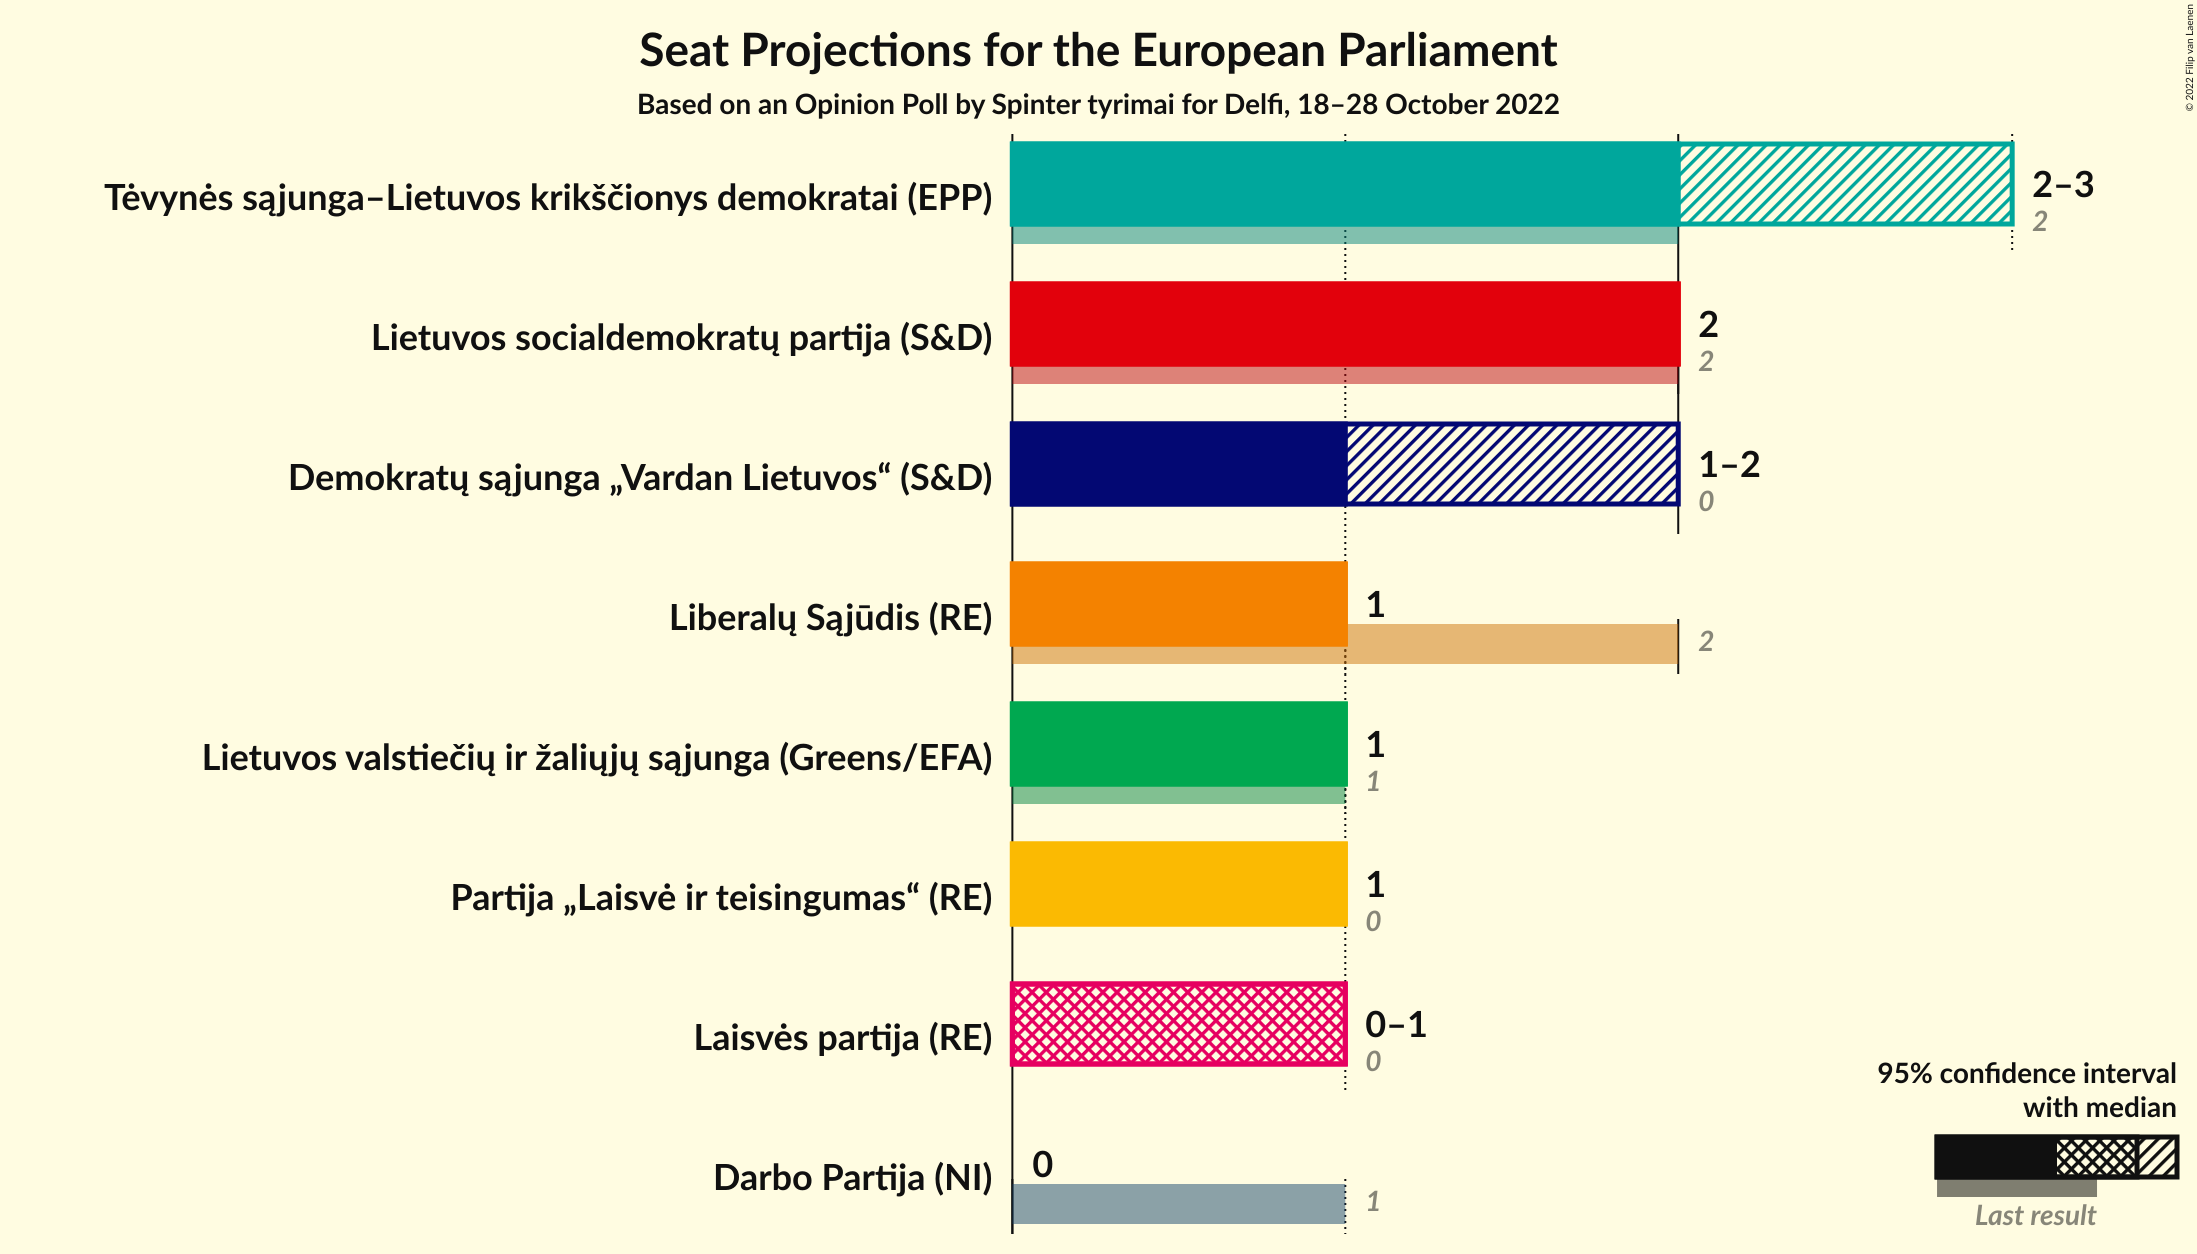 Seat Projections for the European Parliament
Based on an Opinion Poll by Spinter tyrimai for Delfi, 18–28 October 2022
© 2022 Filip van Laenen
Tėvynės sąjunga–Lietuvos krikščionys demokratai (EPP)
2–3
2
Lietuvos socialdemokratų partija (S&D)
2
2
Demokratų sąjunga „Vardan Lietuvos“ (S&D)
1–2
0
Liberalų Sąjūdis (RE)
1
2
Lietuvos valstiečių ir žaliųjų sąjunga (Greens/EFA)
1
1
Partija „Laisvė ir teisingumas“ (RE)
1
0
Laisvės partija (RE)
0–1
0
Darbo Partija (NI)
0
1
95% confidence interval
with median
Last result